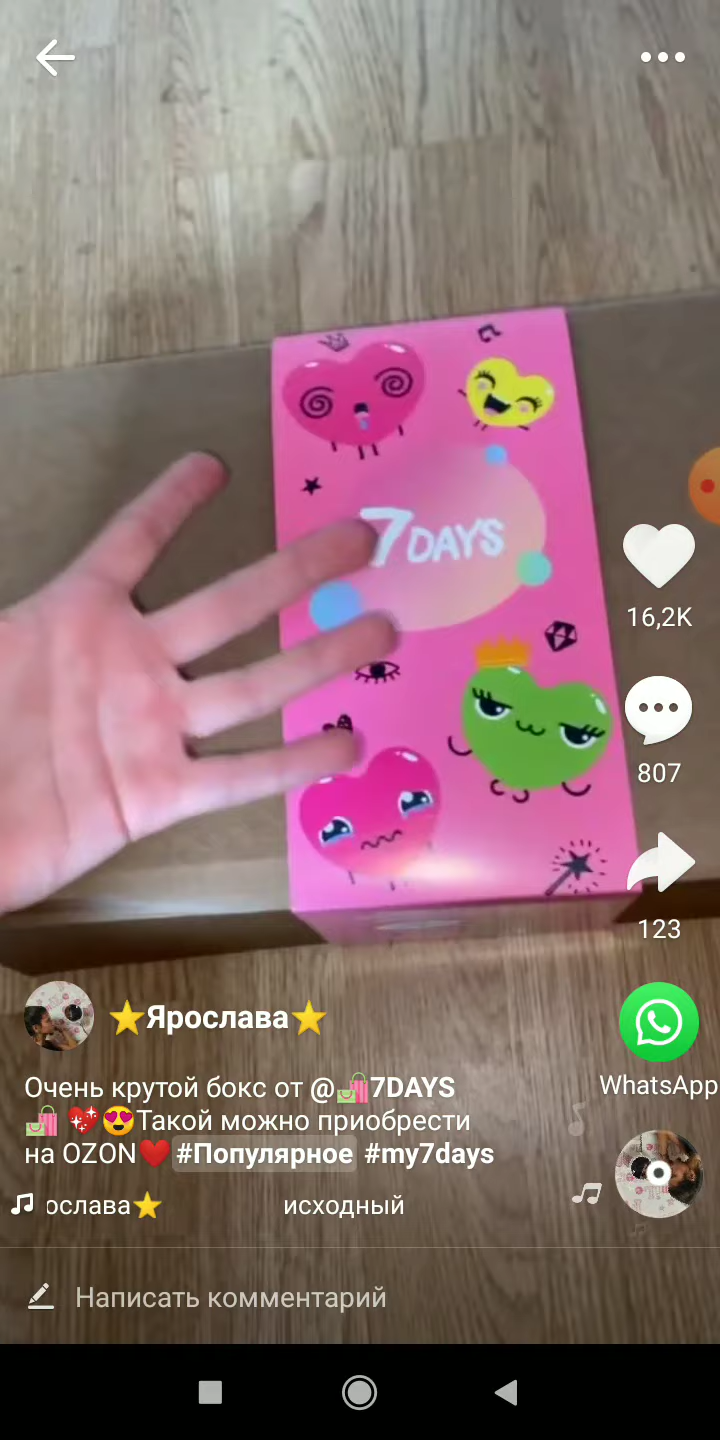 7DAYS
16,2K
807
123
⭐Ярослава⭐
WhatsApp
Очень крутой бокс от @🛍️7DAYS
🛍️ 💖😍Такой можно приобрести
на OZON❤️ #Популярное #my7days
ослава⭐ исходный
Написать комментарий